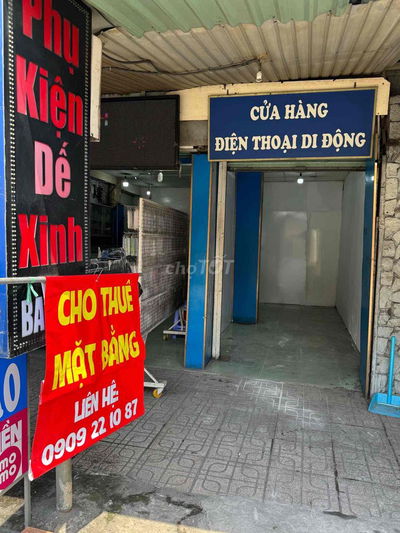 Phụ
Kiện
Dế
Xinh
CỬA HÀNG
ĐIỆN THOẠI DI ĐỘNG
chợTỐT
CHO THUÊ
MẶT BẰNG
LIÊN HỆ:
0909 22 10 87
BÁ